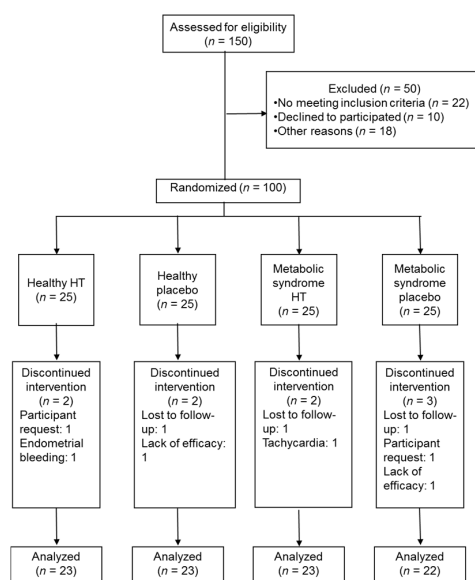 Assessed for eligibility
(n = 150)
Excluded (n = 50)
•No meeting inclusion criteria (n = 22)
•Declined to participated (n = 10)
•Other reasons (n = 18)
Randomized (n = 100)
Healthy HT
(n = 25)
Healthy
placebo
(n = 25)
Metabolic
syndrome
HT
(n = 25)
Metabolic
syndrome
placebo
(n = 25)
Discontinued
intervention
(n = 2)
Participant
request: 1
Endometrial
bleeding: 1
Discontinued
intervention
(n = 2)
Lost to follow-
up: 1
Lack of efficacy:
1
Discontinued
intervention
(n = 2)
Lost to follow-
up: 1
Tachycardia: 1
Discontinued
intervention
(n = 3)
Lost to follow-
up: 1
Participant
request: 1
Lack of
efficacy: 1
Analyzed
(n = 23)
Analyzed
(n = 23)
Analyzed
(n = 23)
Analyzed
(n = 22)